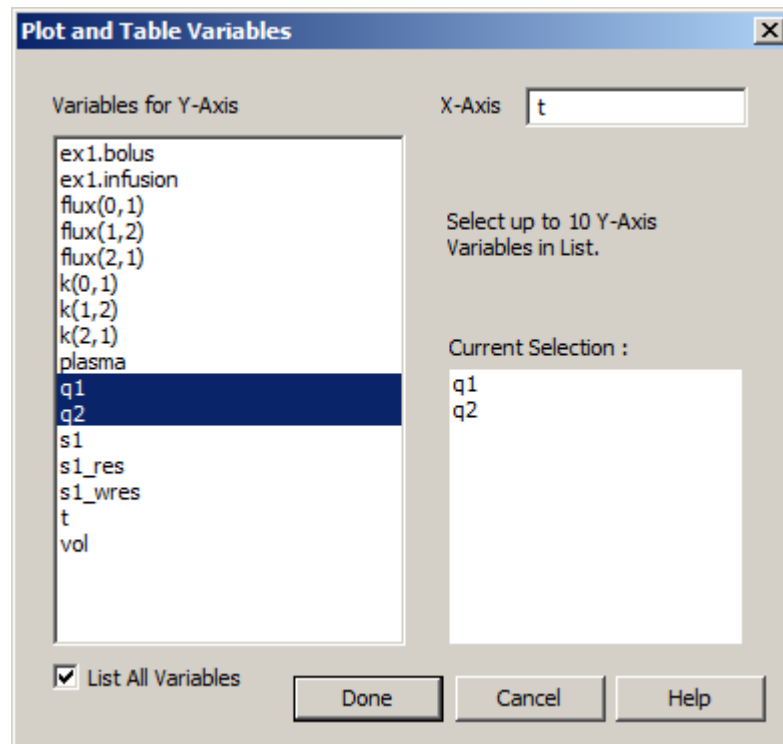 Plot and Table Variables
Variables for Y-Axis
X-Axis
t
ex1.bolus
ex1.infusion
flux(0,1)
flux(1,2)
flux(2,1)
k(0,1)
k(1,2)
k(2,1)
plasma
q1
q2
s1
s1_res
s1_wres
t
vol
Select up to 10 Y-Axis
Variables in List.
Current Selection :
q1
q2
List All Variables
Done
Cancel
Help